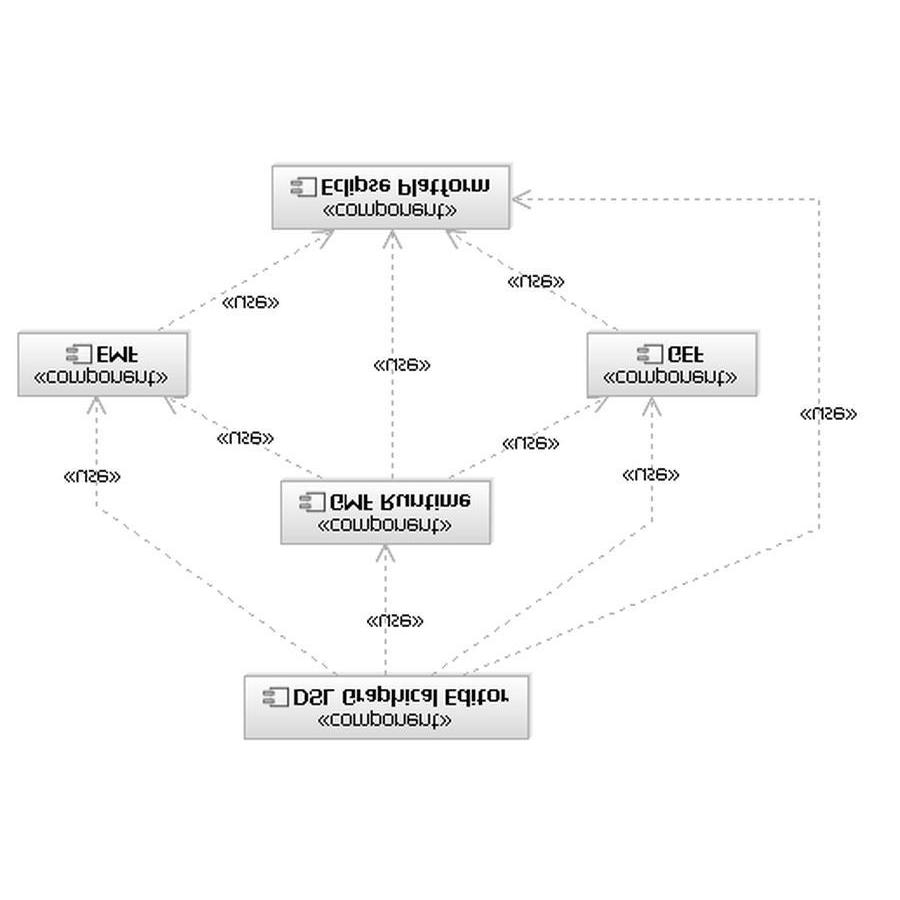 Eclipse Platform
«component»
«use»
«use»
EMF
«component»
GEF
«component»
«use»
«use»
«use»
«use»
«use»
«use»
GMF Runtime
«component»
«use»
DSL Graphical Editor
«component»